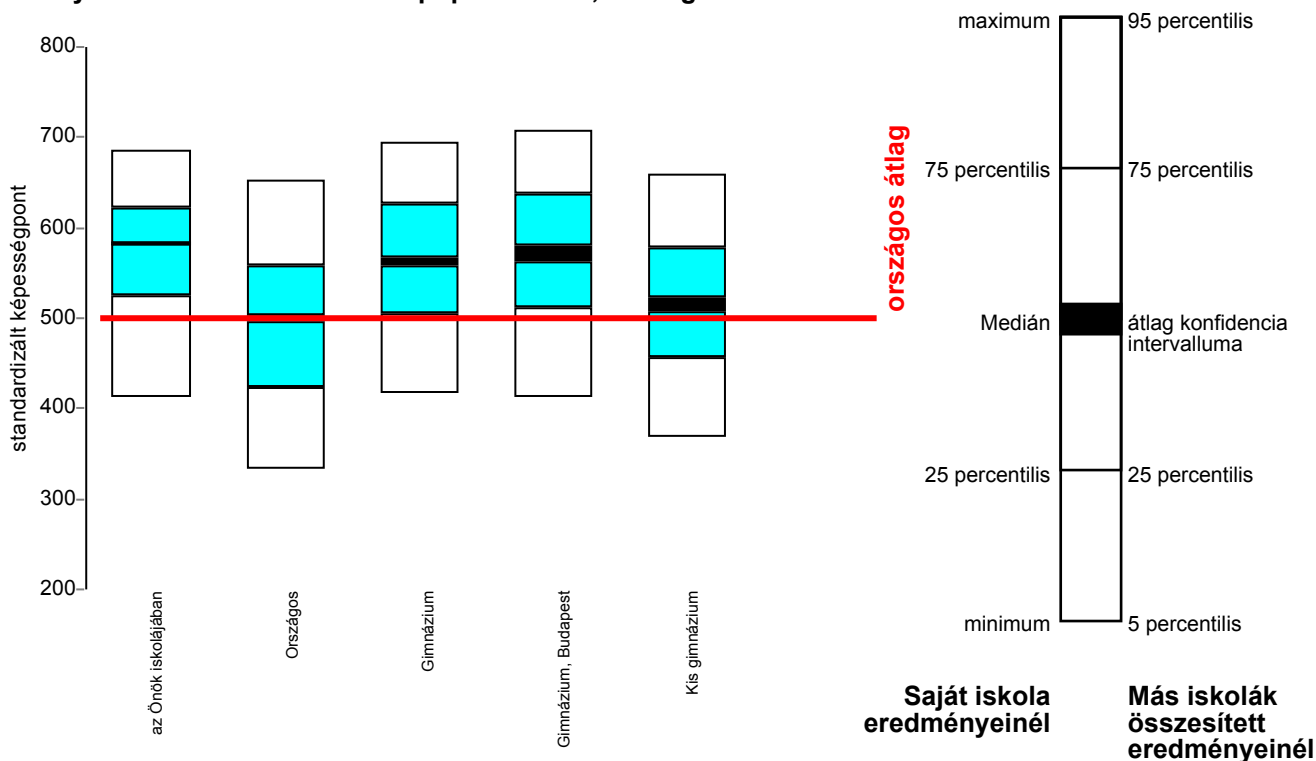 800
700
600
500
400
300
200
standardizált képességpont
az Önök iskolájában
Országos
Gimnázium
Gimnázium, Budapest
Kis gimnázium
országos átlag
maximum
95 percentilis
75 percentilis
75 percentilis
Medián
átlag konfidencia
intervalluma
25 percentilis
25 percentilis
minimum
5 percentilis
Saját iskola
eredményeinél
Más iskolák
összesített
eredményeinél